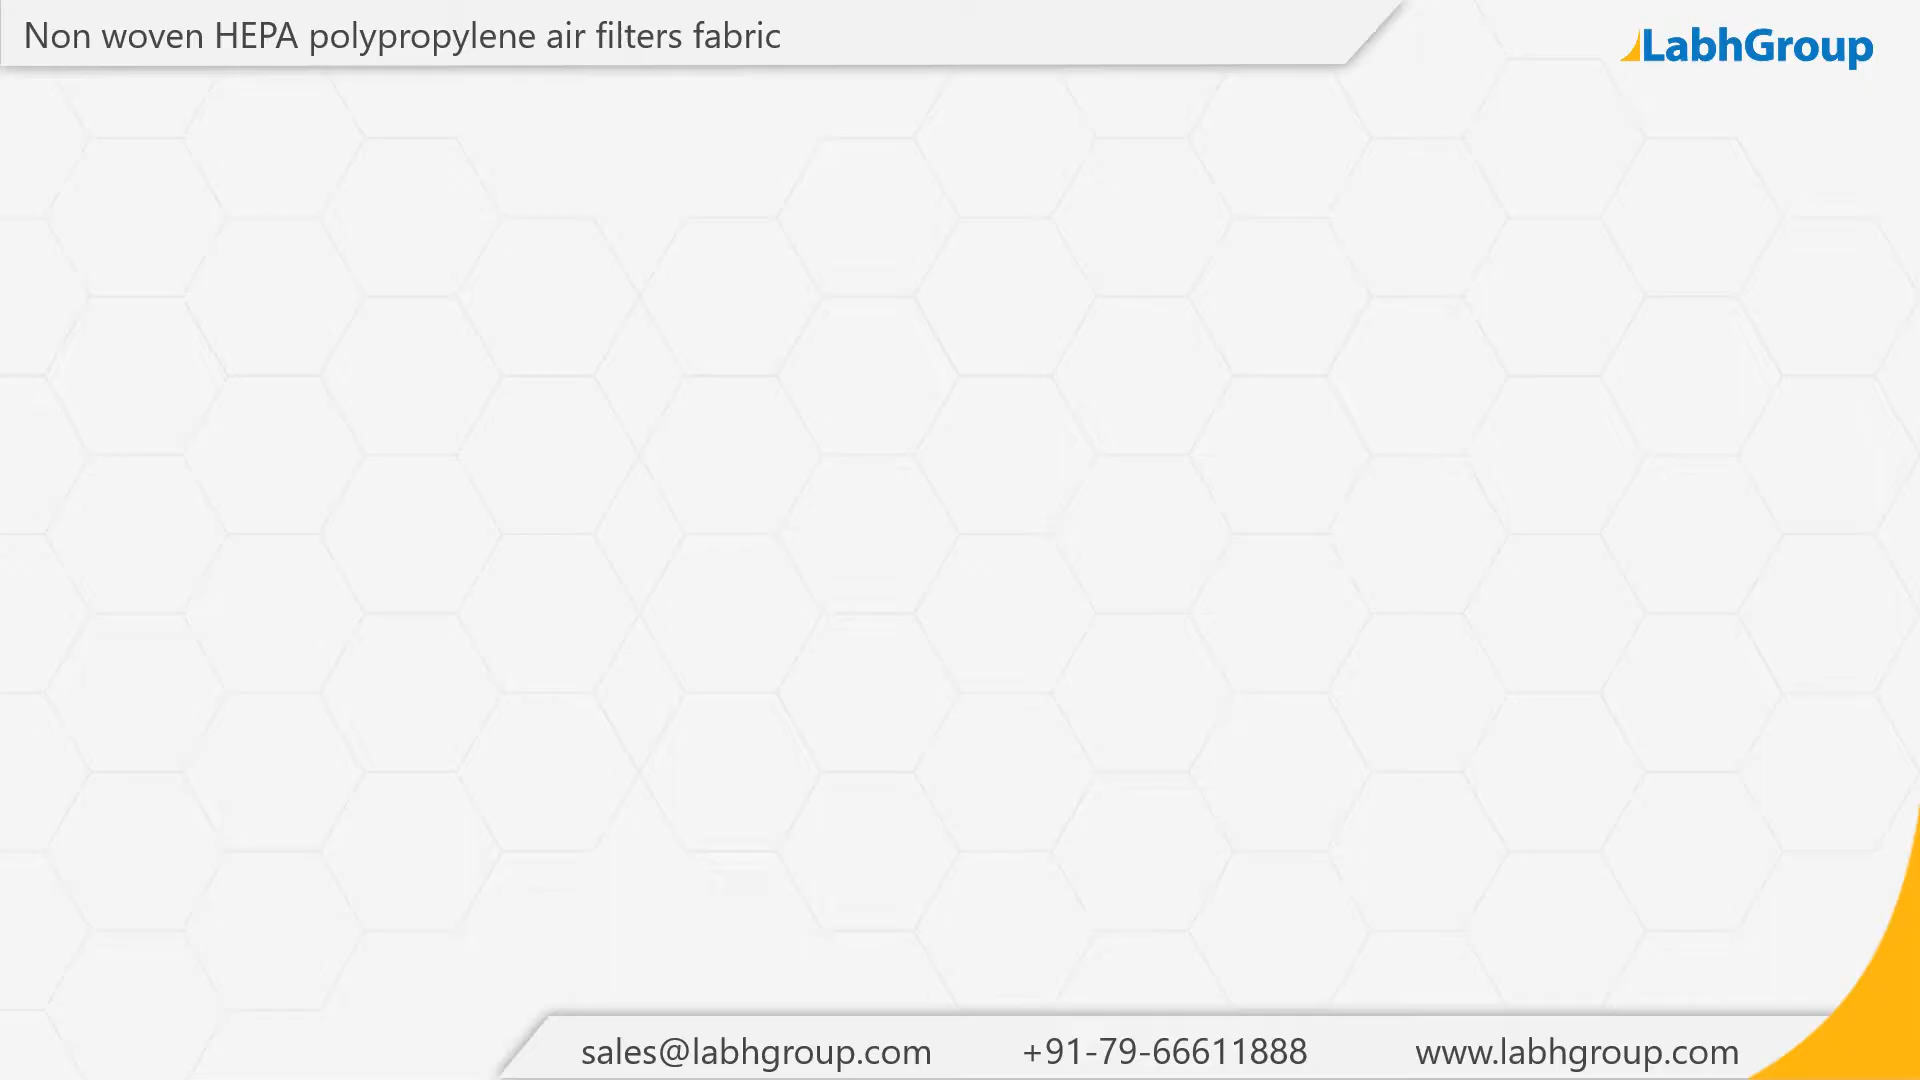 Non woven HEPA polypropylene air filters fabric
LabhGroup
sales@labhgroup.com
+91-79-66611888
www.labhgroup.com